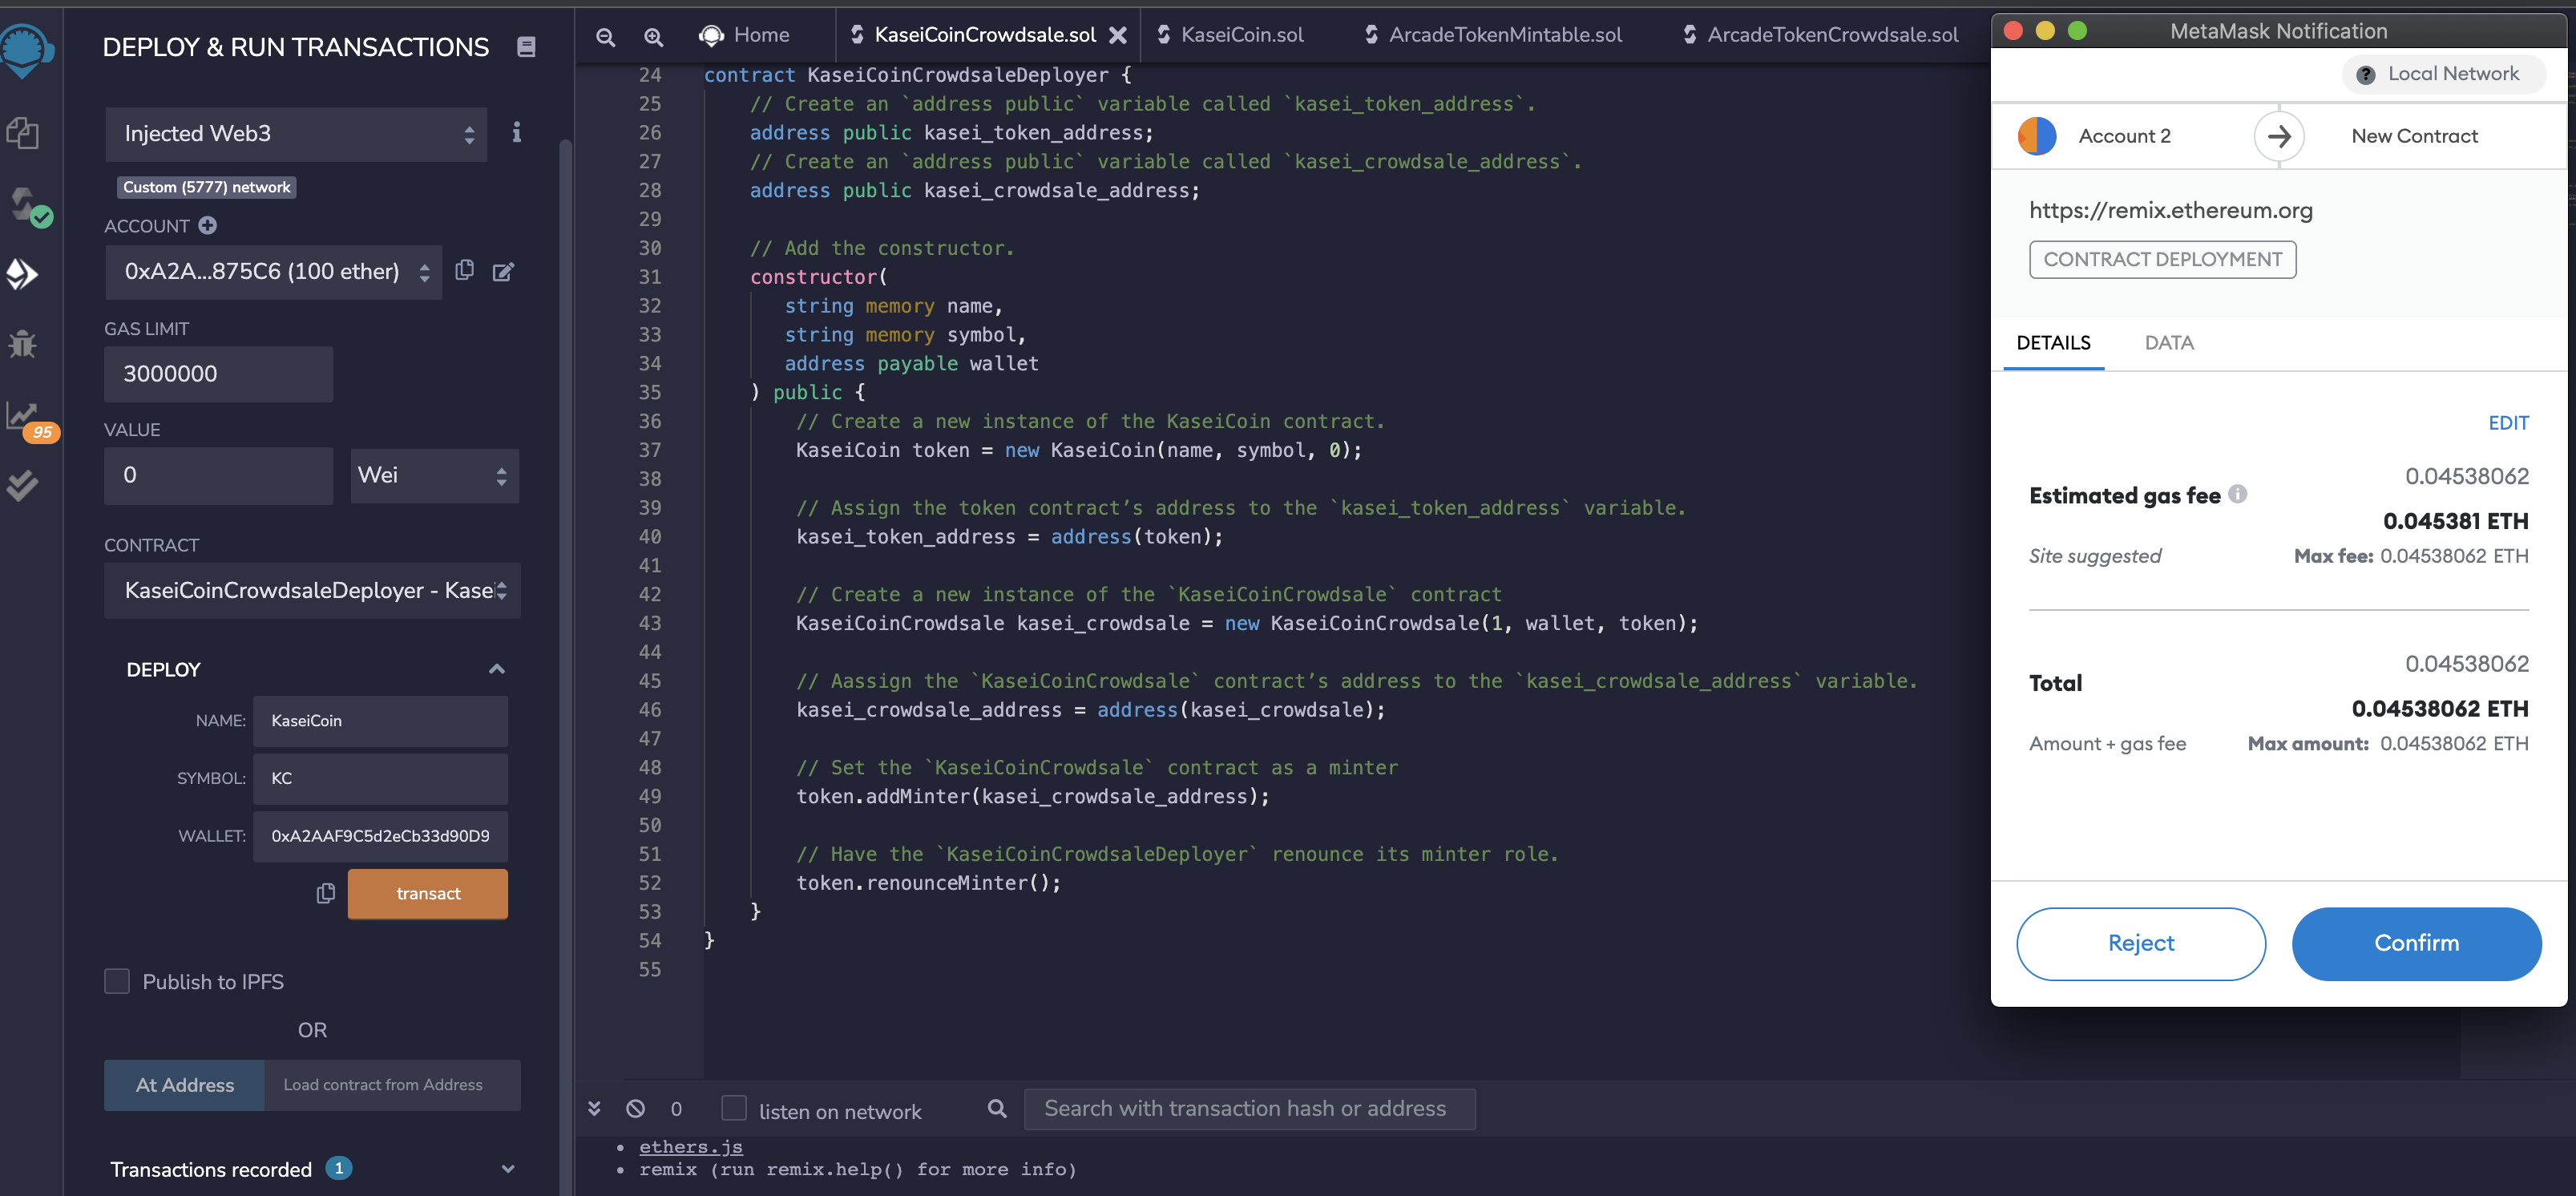 DEPLOY & RUN TRANSACTIONS
Injected Web3
Custom (5777) network
ACCOUNT
0xA2A...875C6 (100 ether)
GAS LIMIT
3000000
VALUE
0
Wei
CONTRACT
KaseiCoinCrowdsaleDeployer - Kasei
DEPLOY
NAME:
KaseiCoin
SYMBOL:
KC
WALLET:
0xA2AAF9C5d2eCb33d90D9
transact
Publish to IPFS
OR
At Address
Load contract from Address
Transactions recorded 1
95
Home
KaseiCoinCrowdsale.sol
KaseiCoin.sol
ArcadeTokenMintable.sol
ArcadeTokenCrowdsale.sol
24 contract KaseiCoinCrowdsaleDeployer {
25 // Create an `address public` variable called `kasei_token_address`.
26 address public kasei_token_address;
27 // Create an `address public` variable called `kasei_crowdsale_address`.
28 address public kasei_crowdsale_address;
29
30 // Add the constructor.
31 constructor(
32 string memory name,
33 string memory symbol,
34 address payable wallet
35 ) public {
36 // Create a new instance of the KaseiCoin contract.
37 KaseiCoin token = new KaseiCoin(name, symbol, 0);
38
39 // Assign the token contract’s address to the `kasei_token_address` variable.
40 kasei_token_address = address(token);
41
42 // Create a new instance of the `KaseiCoinCrowdsale` contract
43 KaseiCoinCrowdsale kasei_crowdsale = new KaseiCoinCrowdsale(1, wallet, token);
44
45 // Aassign the `KaseiCoinCrowdsale` contract’s address to the `kasei_crowdsale_address` variable.
46 kasei_crowdsale_address = address(kasei_crowdsale);
47
48 // Set the `KaseiCoinCrowdsale` contract as a minter
49 token.addMinter(kasei_crowdsale_address);
50
51 // Have the `KaseiCoinCrowdsaleDeployer` renounce its minter role.
52 token.renounceMinter();
53 }
54 }
55
0
listen on network
Search with transaction hash or address
• ethers.js
• remix (run remix.help() for more info)
MetaMask Notification
Local Network
Account 2
New Contract
https://remix.ethereum.org
CONTRACT DEPLOYMENT
DETAILS
DATA
EDIT
0.04538062
Estimated gas fee
0.045381 ETH
Site suggested
Max fee: 0.04538062 ETH
0.04538062
Total
0.04538062 ETH
Amount + gas fee
Max amount: 0.04538062 ETH
Reject
Confirm